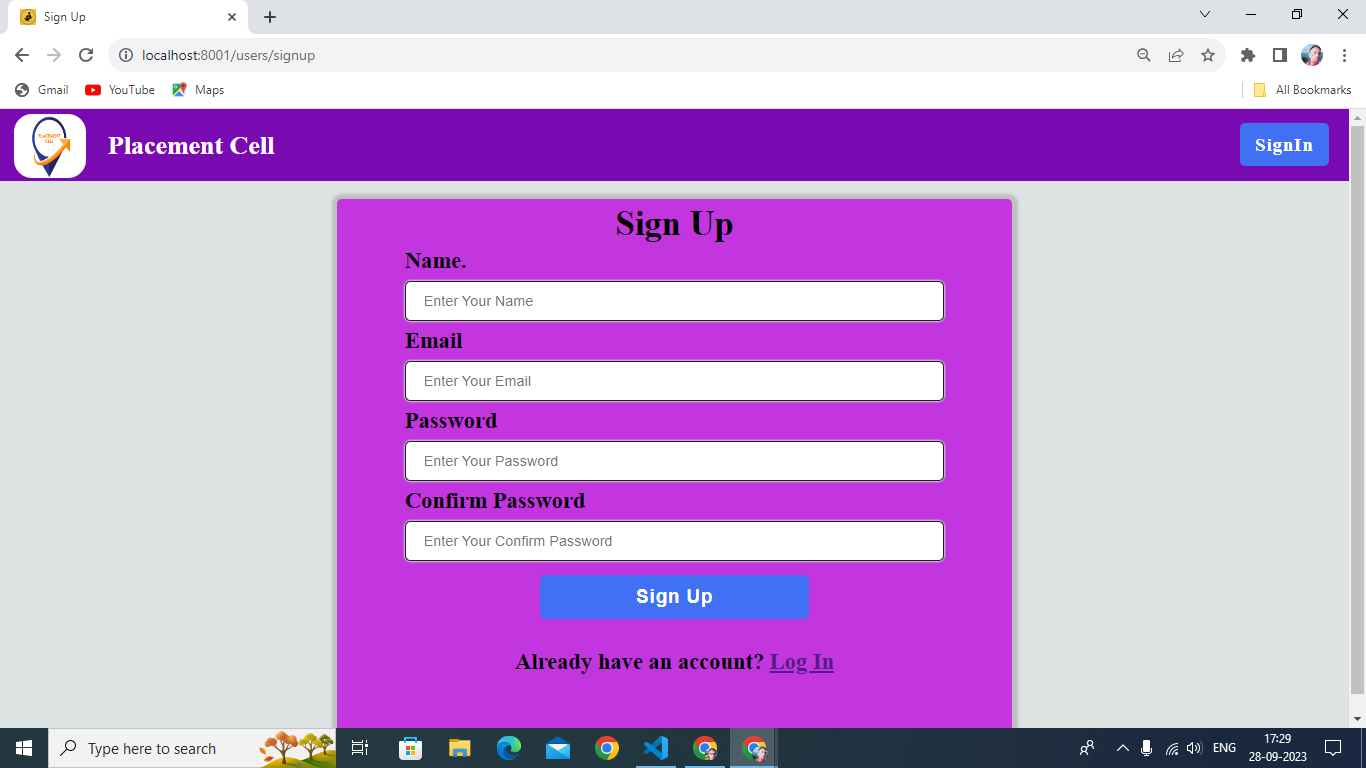 Sign Up
localhost:8001/users/signup
Gmail
YouTube
Maps
All Bookmarks
PLACEMENT
CELL
Placement Cell
SignIn
Sign Up
Name.
Enter Your Name
Email
Enter Your Email
Password
Enter Your Password
Confirm Password
Enter Your Confirm Password
Sign Up
Already have an account? Log In
Type here to search
ENG
17:29
28-09-2023